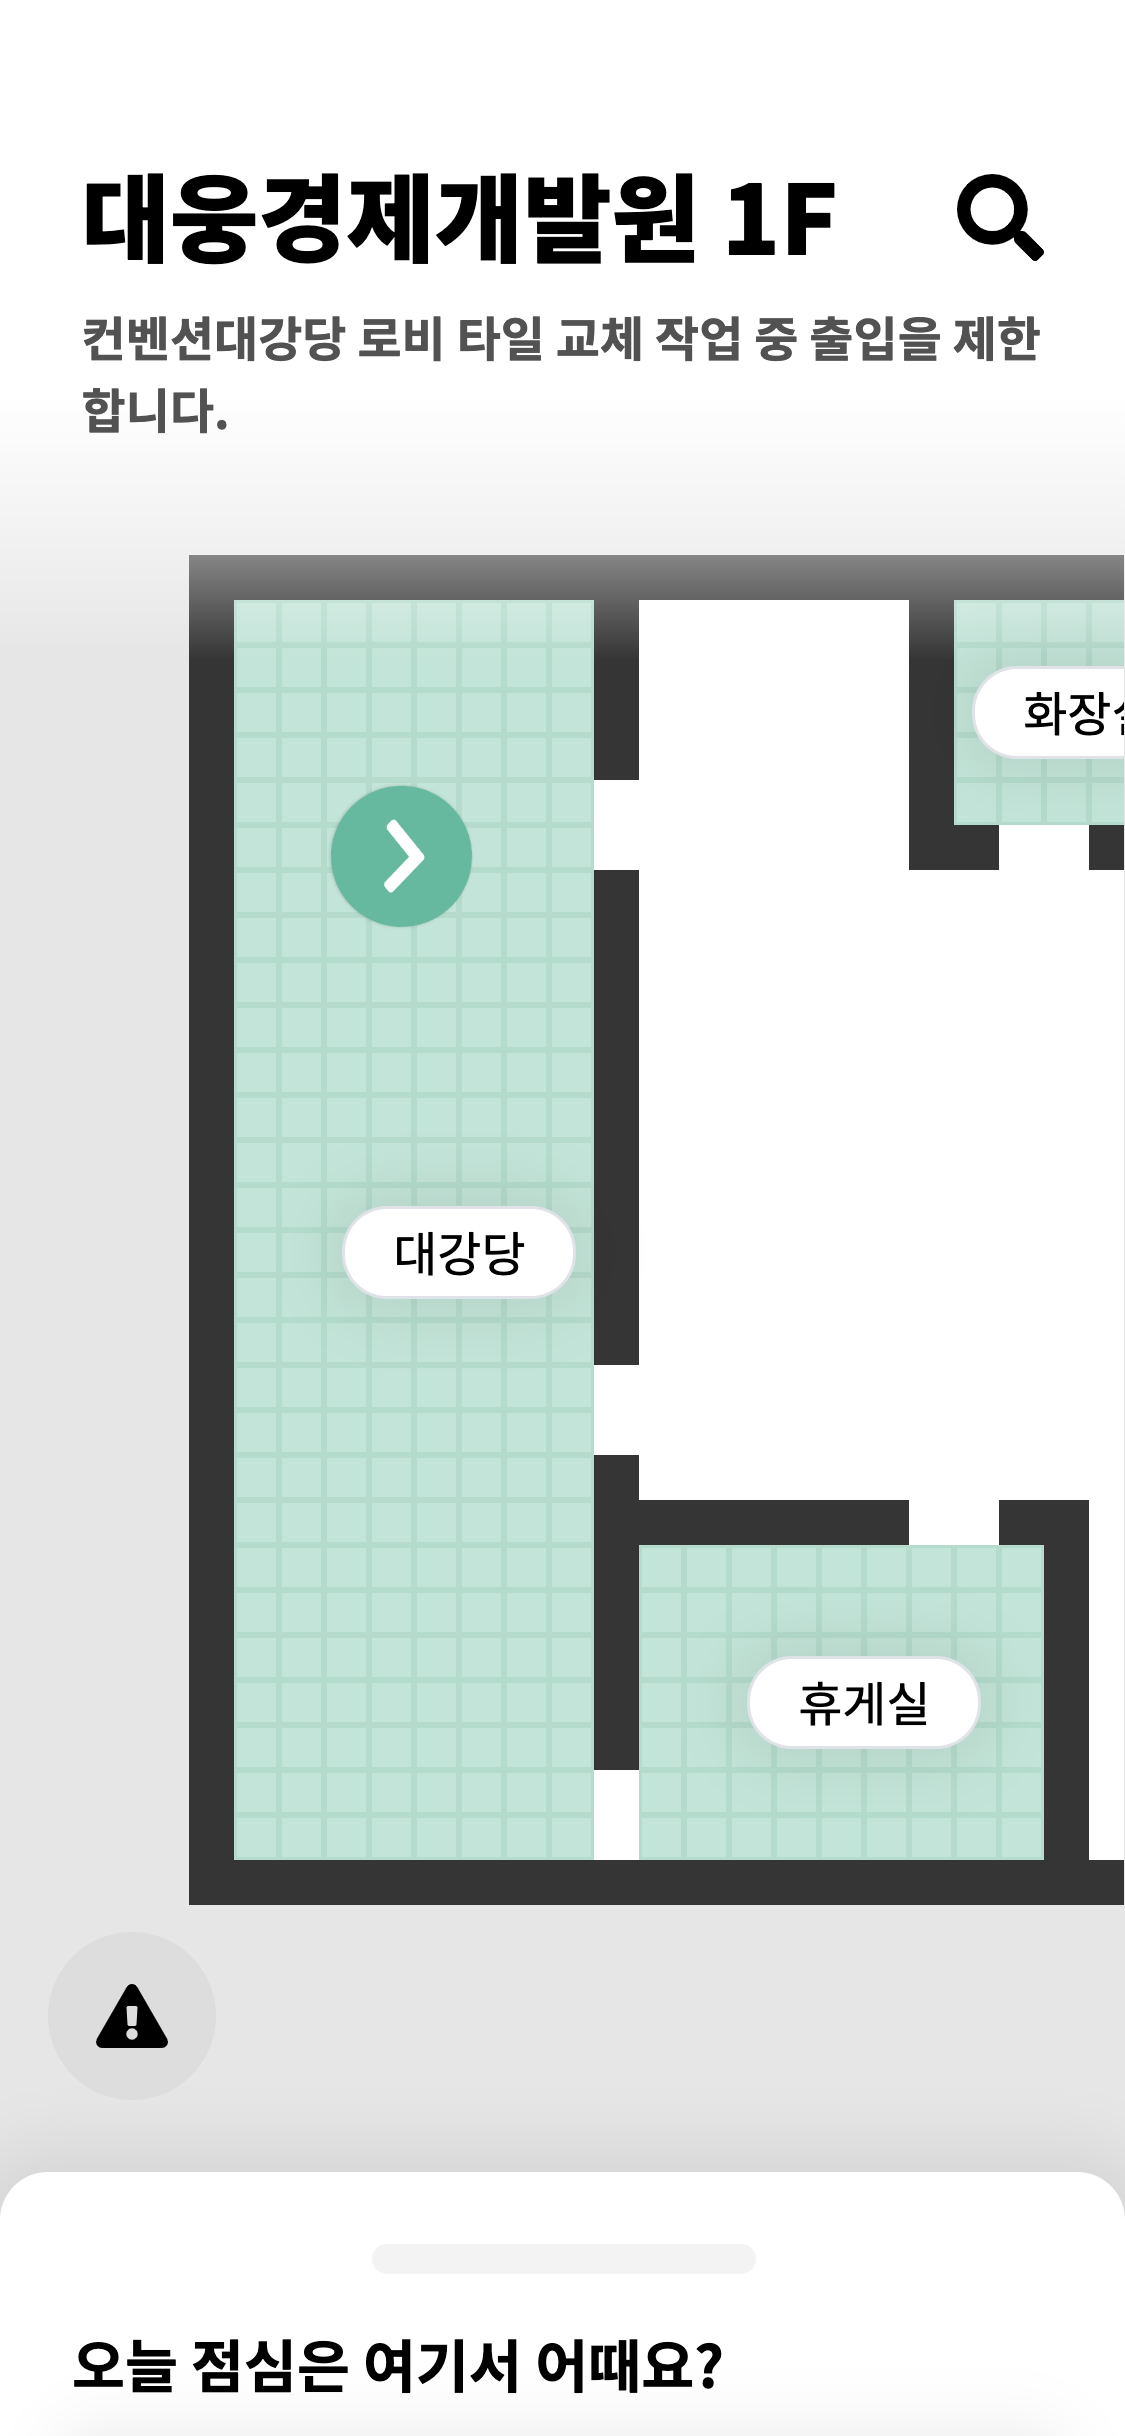 대웅경제개발원 1F
컨벤션대강당 로비 타일 교체 작업 중 출입을 제한
합니다.
화장실
대강당
휴게실
오늘 점심은 여기서 어때요?